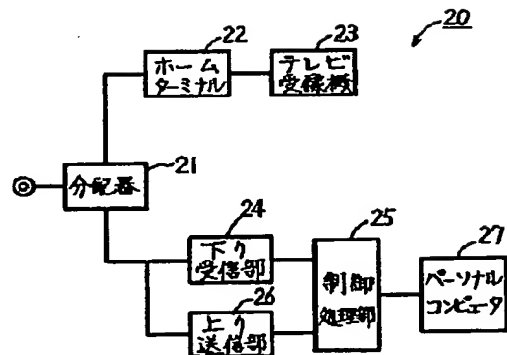 20
22
ホーム
ターミナル
23
テレビ
受像機
分配器
21
24
下り
受信部
25
制御
処理部
26
上り
送信部
27
パーソナル
コンピュータ